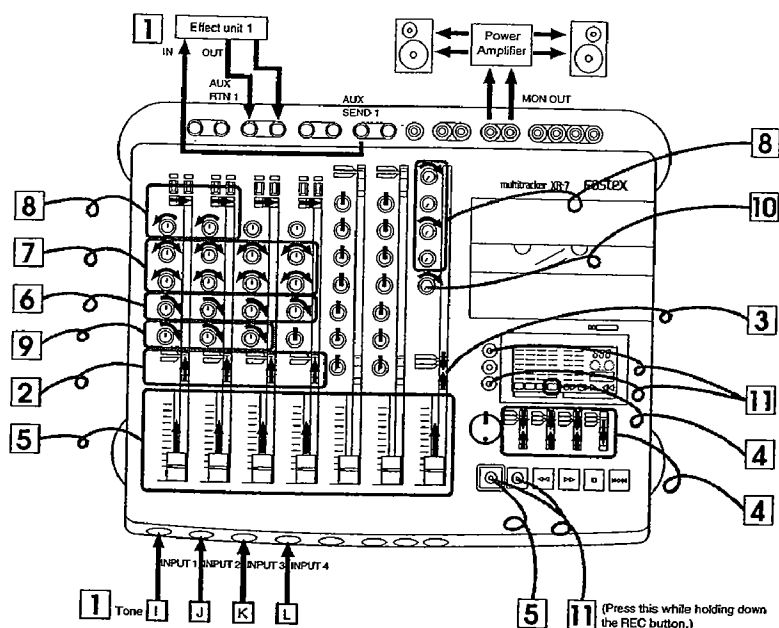 1 Effect unit 1
IN OUT
AUX
RTN 1
AUX
SEND 1
Power
Amplifier
MON OUT
multitracker XR-7 FOSTEX
8
8
10
7
6
3
9
2
11
5
4
4
INPUT 1 INPUT 2 INPUT 3 INPUT 4
1 Tone I J K L
5
11 (Press this while holding down
the REC button.)